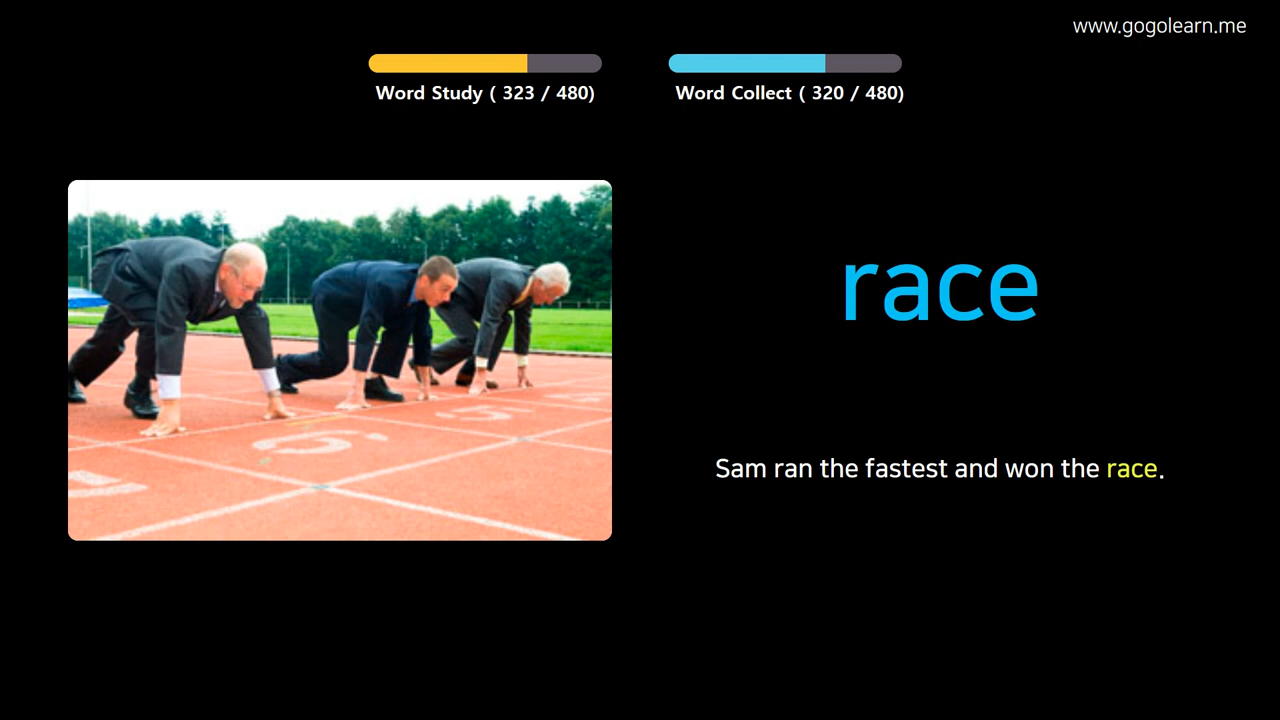 www.gogolearn.me
Word Study ( 323 / 480)
Word Collect ( 320 / 480)
race
Sam ran the fastest and won the race.
5